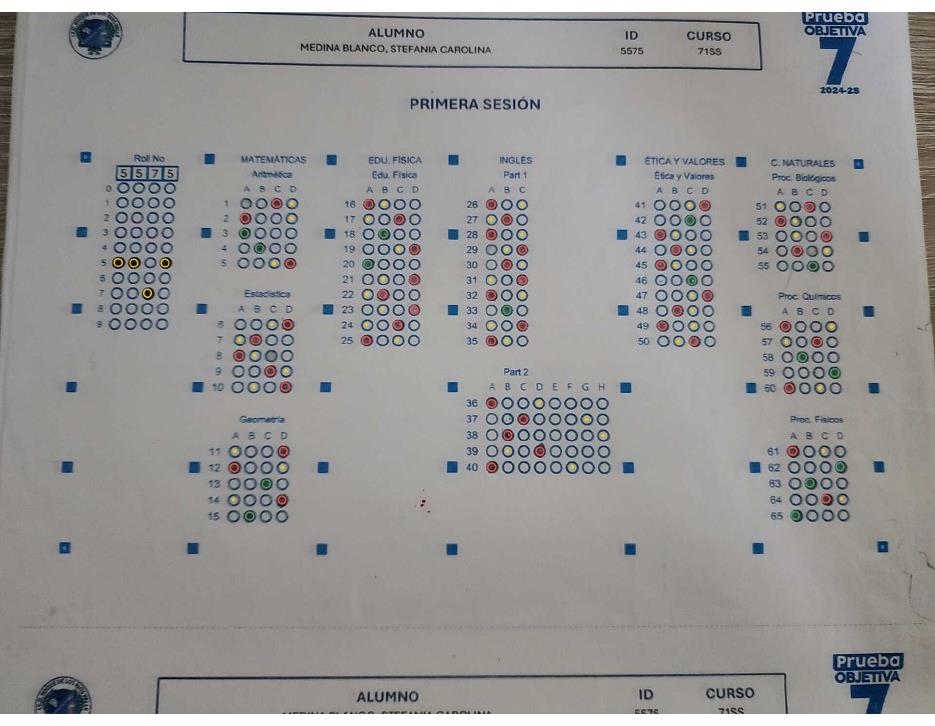 ALUMNO ID CURSO
MEDINA BLANCO, STEFANIA CAROLINA 5575 71SS
Prueba
OBJETIVA
7
2024-25
PRIMERA SESIÓN
Roll No MATEMÁTICAS EDU. FÍSICA INGLÉS ÉTICA Y VALORES C. NATURALES
5 5 7 5 Aritmética Edu. Física Part 1 Ética y Valores Proc. Biológicos
A B C D A B C D A B C A B C D A B C D
0
1 1 16 26 41 51
2 2 17 27 42 52
3 3 18 28 43 53
4 4 19 29 44 54
5 5 20 30 45 55
6 21 31 46
7 Estadística 22 32 47 Proc. Químicos
8 A B C D 23 33 48 A B C D
9 6 24 34 49 56
7 25 35 50 57
8 58
9 Part 2 59
10 A B C D E F G H 60
36
Geometría 37 Proc. Físicos
A B C D 38 A B C D
11 39 61
12 40 62
13 63
14 64
15 65
Prueba
OBJETIVA
7
ALUMNO ID CURSO
MEDINA BLANCO, STEFANIA CAROLINA 5575 71SS